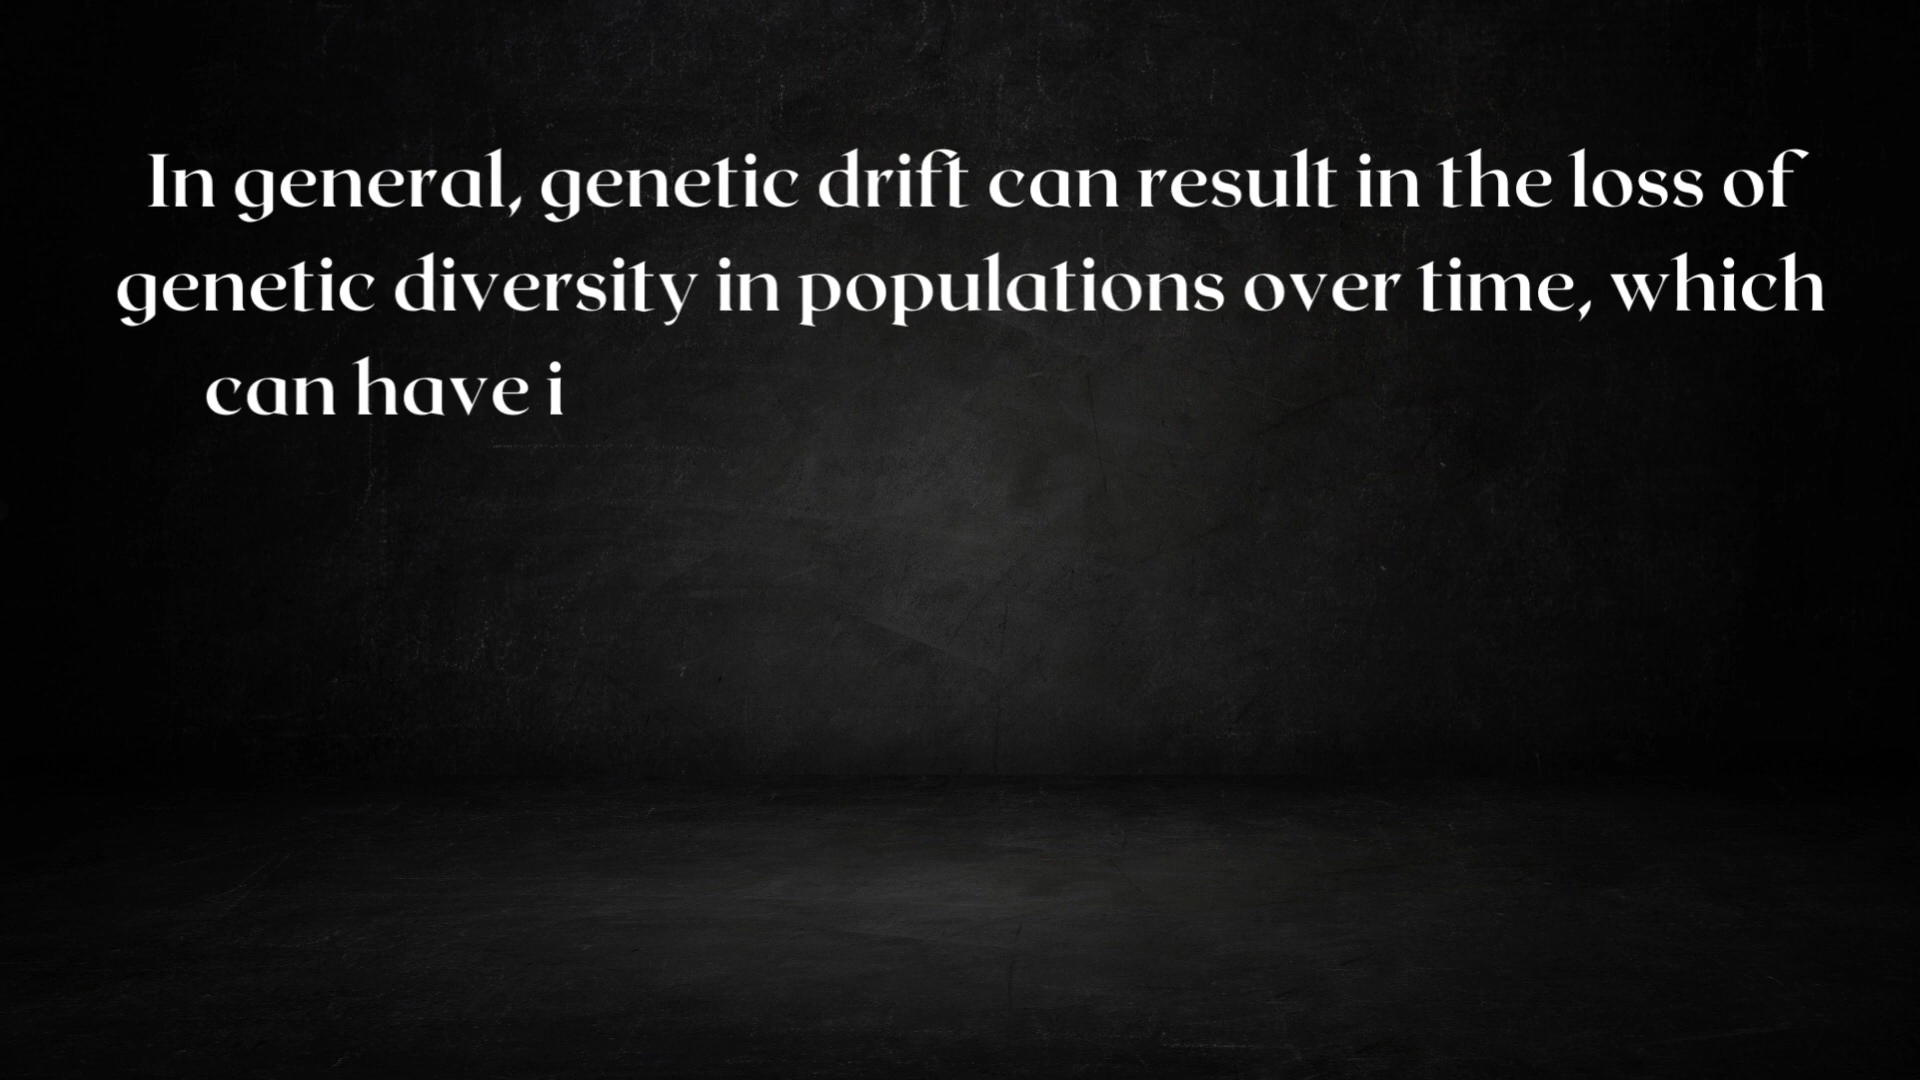 In general, genetic drift can result in the loss of
genetic diversity in populations over time, which
can have i